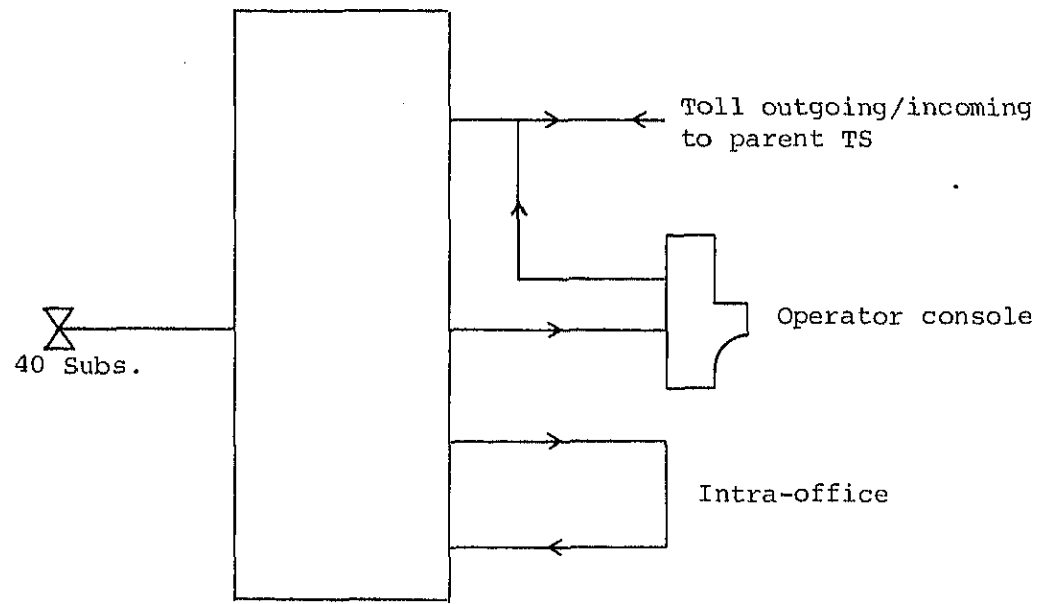 Toll outgoing/incoming
to parent TS
Operator console
40 Subs.
Intra-office